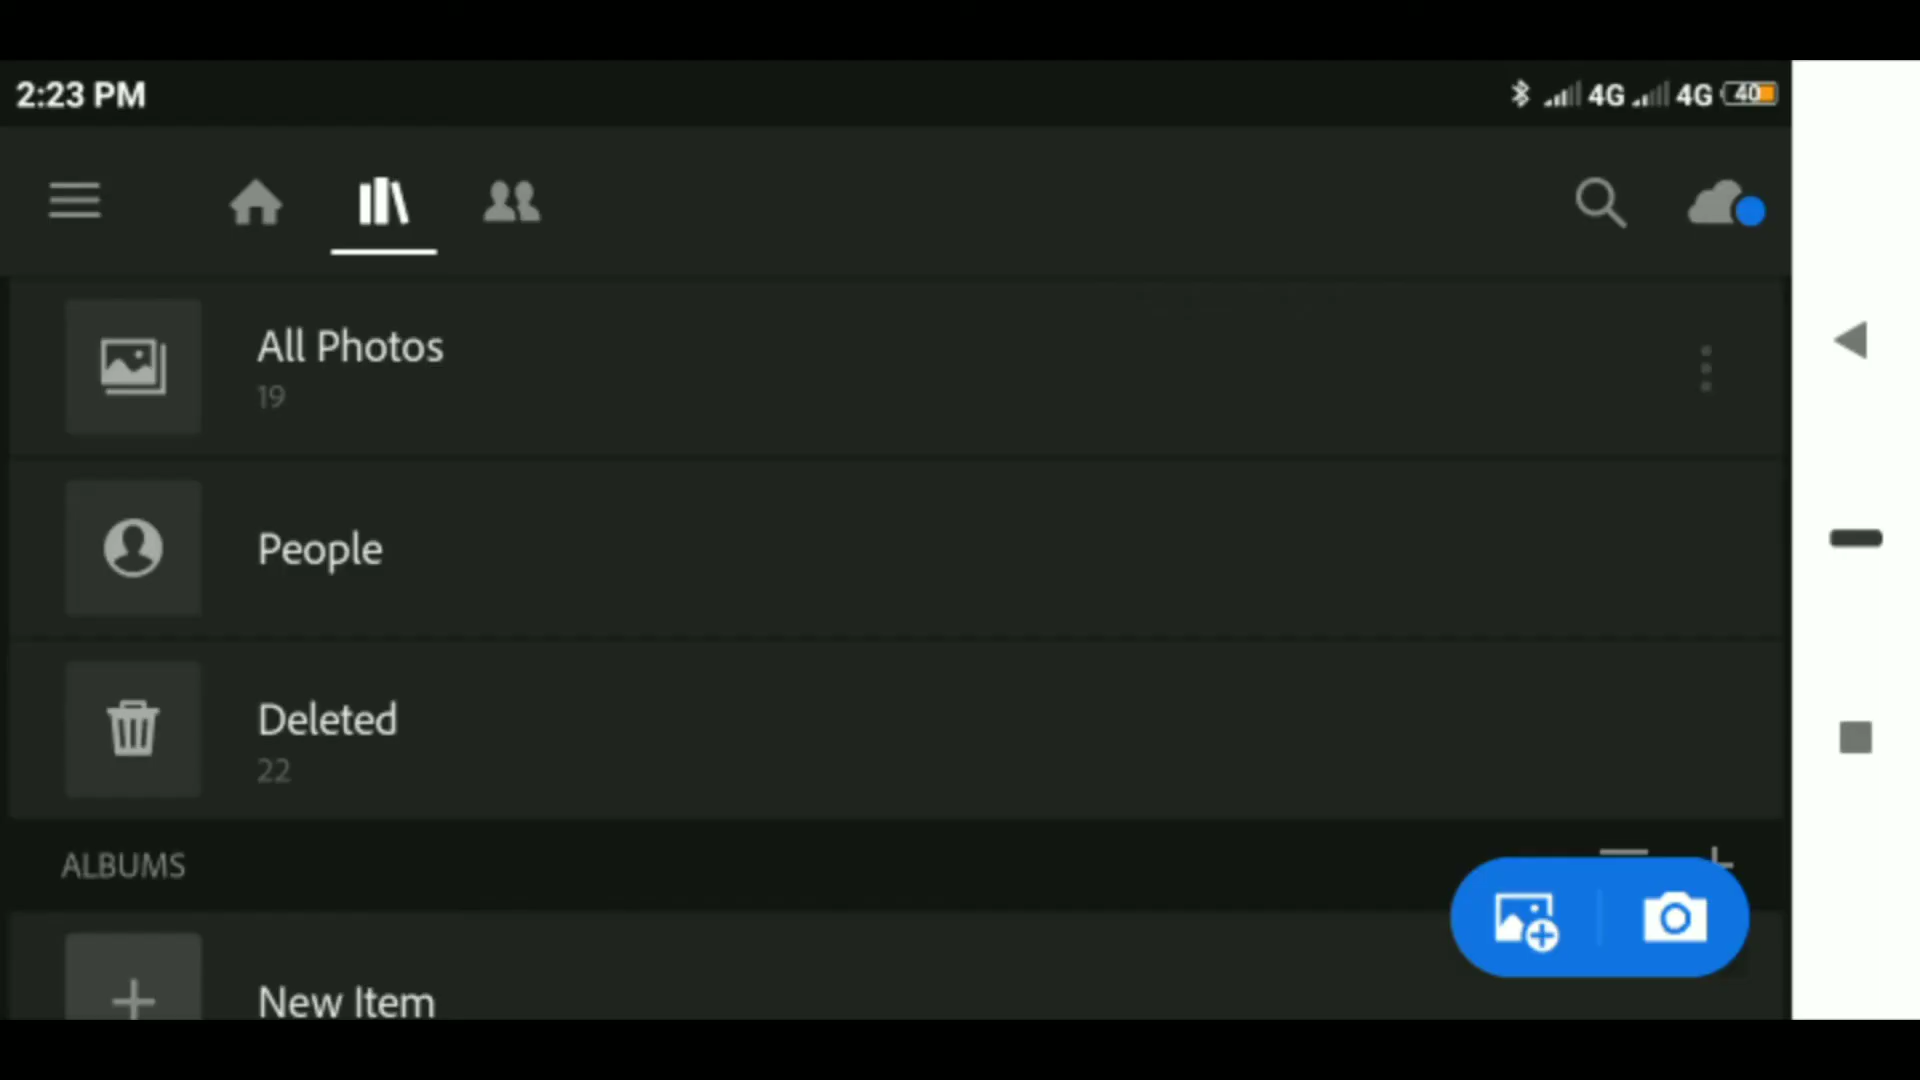 2:23 PM 4G 4G 40
All Photos
19
People
Deleted
22
ALBUMS
New Item